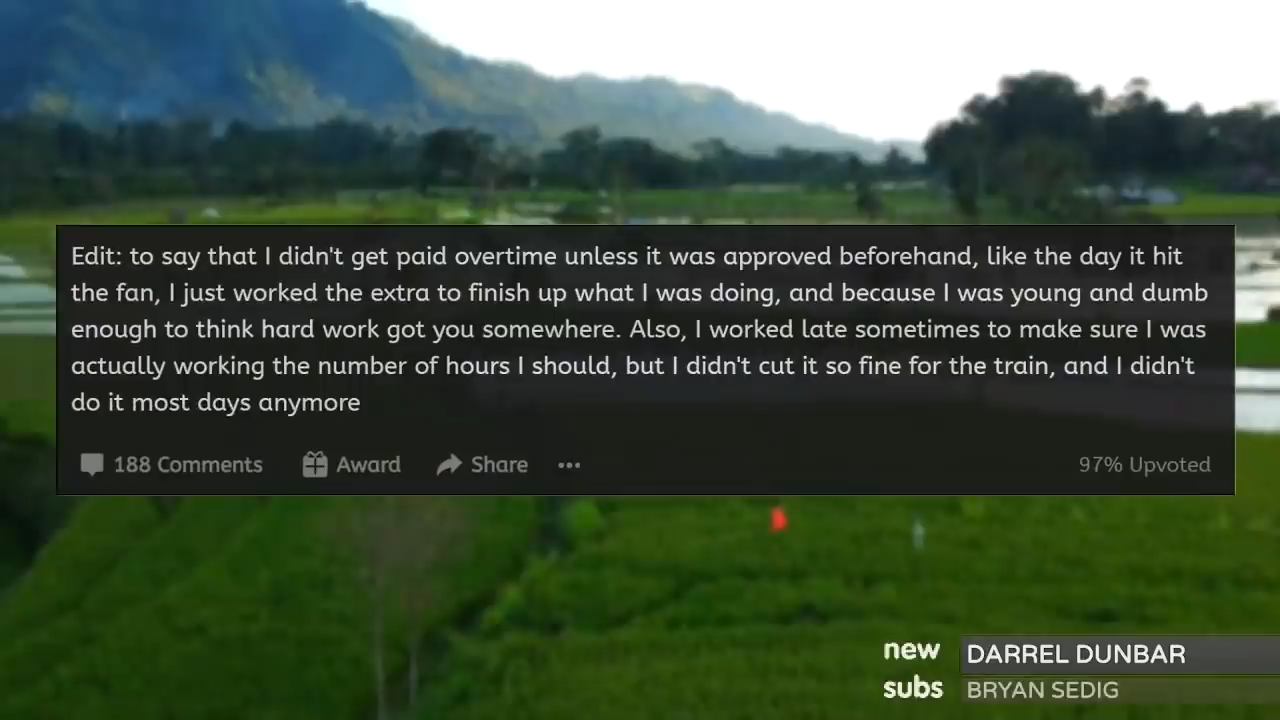 Edit: to say that I didn't get paid overtime unless it was approved beforehand, like the day it hit
the fan, I just worked the extra to finish up what I was doing, and because I was young and dumb
enough to think hard work got you somewhere. Also, I worked late sometimes to make sure I was
actually working the number of hours I should, but I didn't cut it so fine for the train, and I didn't
do it most days anymore
188 Comments Award Share ••• 97% Upvoted
new DARREL DUNBAR
subs BRYAN SEDIG